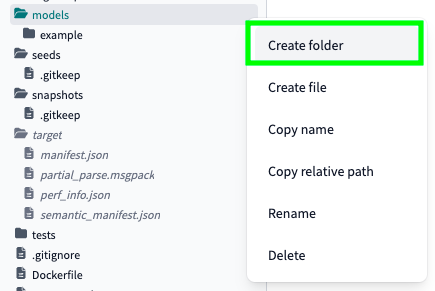 models
example
seeds
.gitkeep
snapshots
.gitkeep
target
manifest.json
partial_parse.msgpack
perf_info.json
semantic_manifest.json
tests
.gitignore
Dockerfile
Create folder
Create file
Copy name
Copy relative path
Rename
Delete